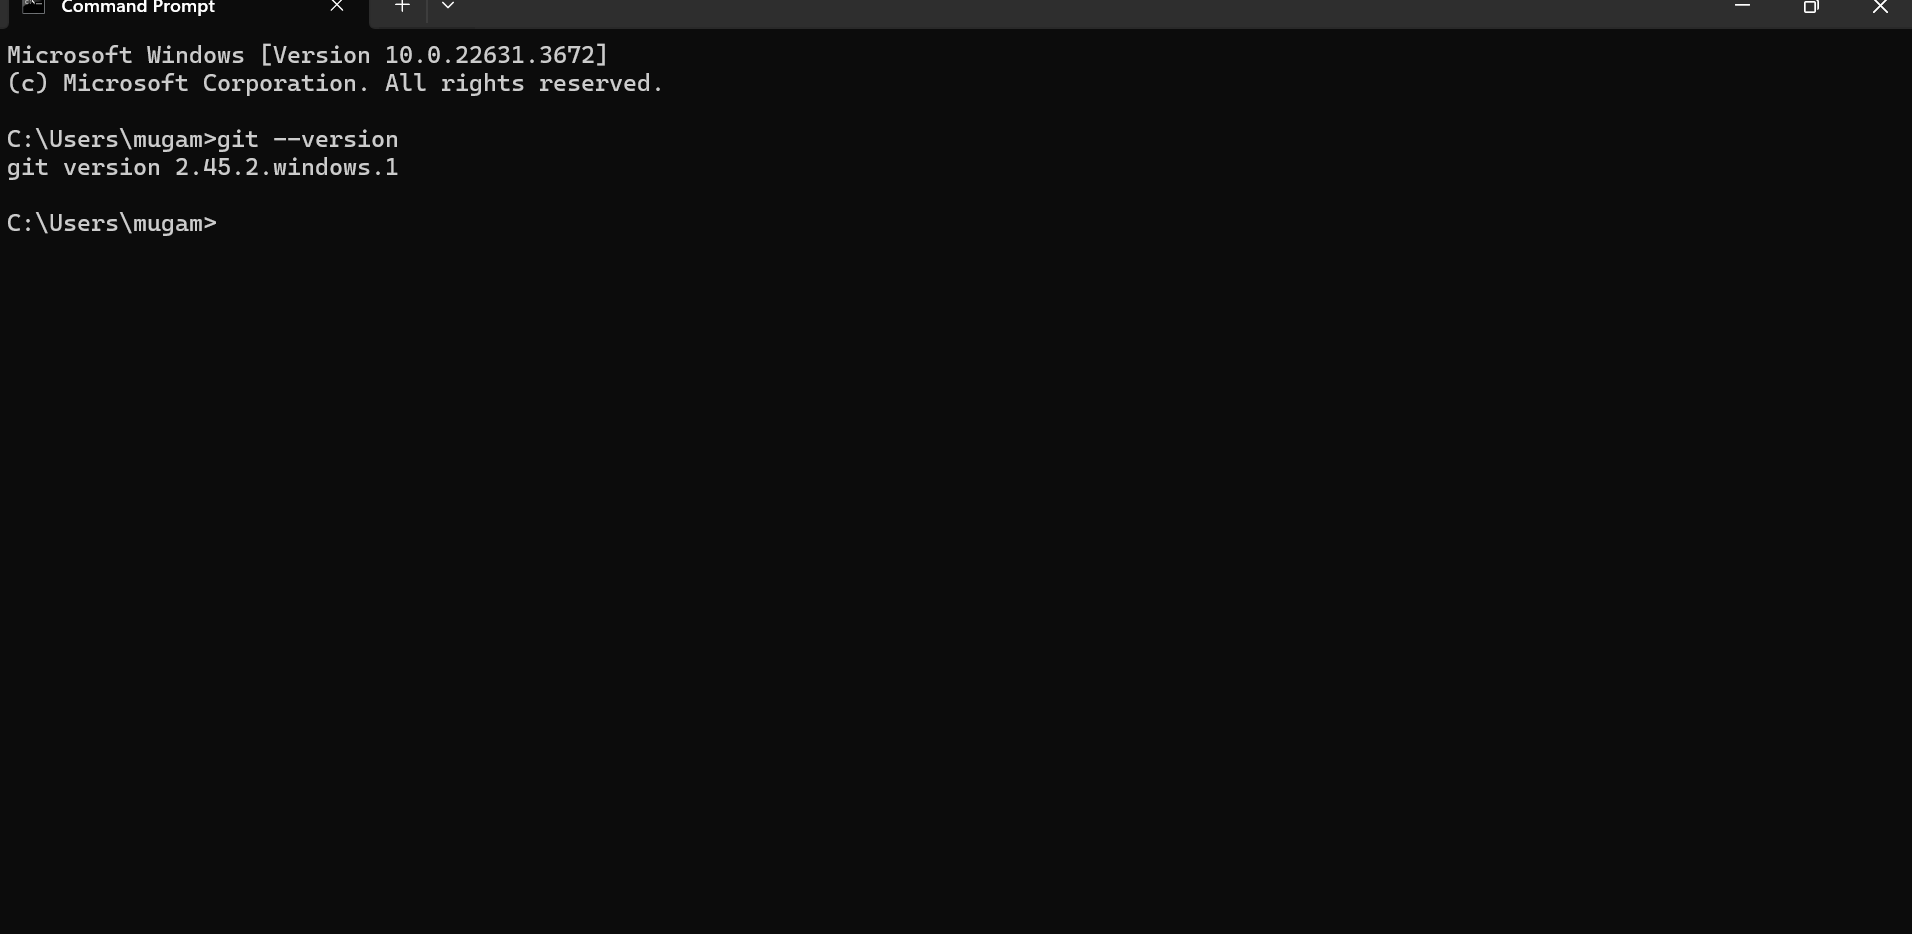 Command Prompt
Microsoft Windows [Version 10.0.22631.3672]
(c) Microsoft Corporation. All rights reserved.
C:\Users\mugam>git --version
git version 2.45.2.windows.1
C:\Users\mugam>